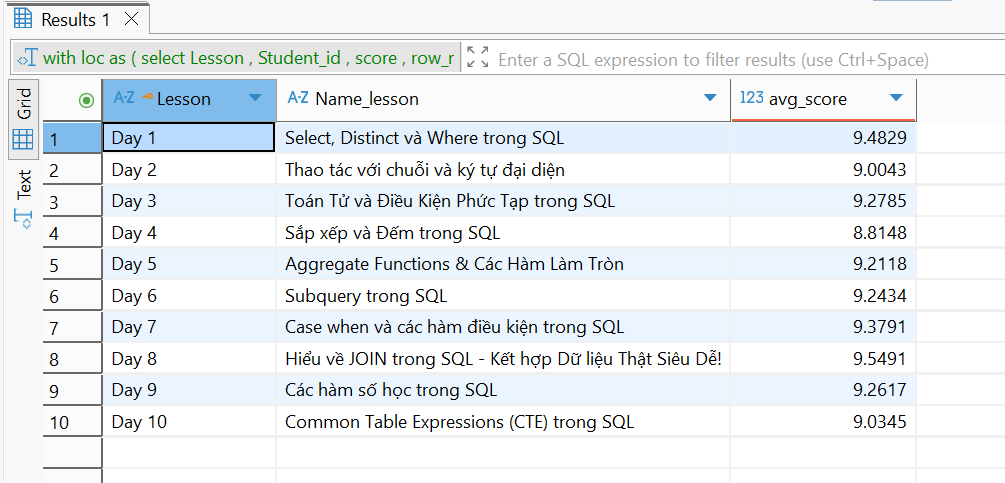 Results 1
with loc as ( select Lesson , Student_id , score , row_r
Enter a SQL expression to filter results (use Ctrl+Space)
Grid
Text
A-Z Lesson A-Z Name_lesson 123 avg_score
1 Day 1 Select, Distinct và Where trong SQL 9.4829
2 Day 2 Thao tác với chuỗi và ký tự đại diện 9.0043
3 Day 3 Toán Tử và Điều Kiện Phức Tạp trong SQL 9.2785
4 Day 4 Sắp xếp và Đếm trong SQL 8.8148
5 Day 5 Aggregate Functions & Các Hàm Làm Tròn 9.2118
6 Day 6 Subquery trong SQL 9.2434
7 Day 7 Case when và các hàm điều kiện trong SQL 9.3791
8 Day 8 Hiểu về JOIN trong SQL - Kết hợp Dữ liệu Thật Siêu Dễ! 9.5491
9 Day 9 Các hàm số học trong SQL 9.2617
10 Day 10 Common Table Expressions (CTE) trong SQL 9.0345